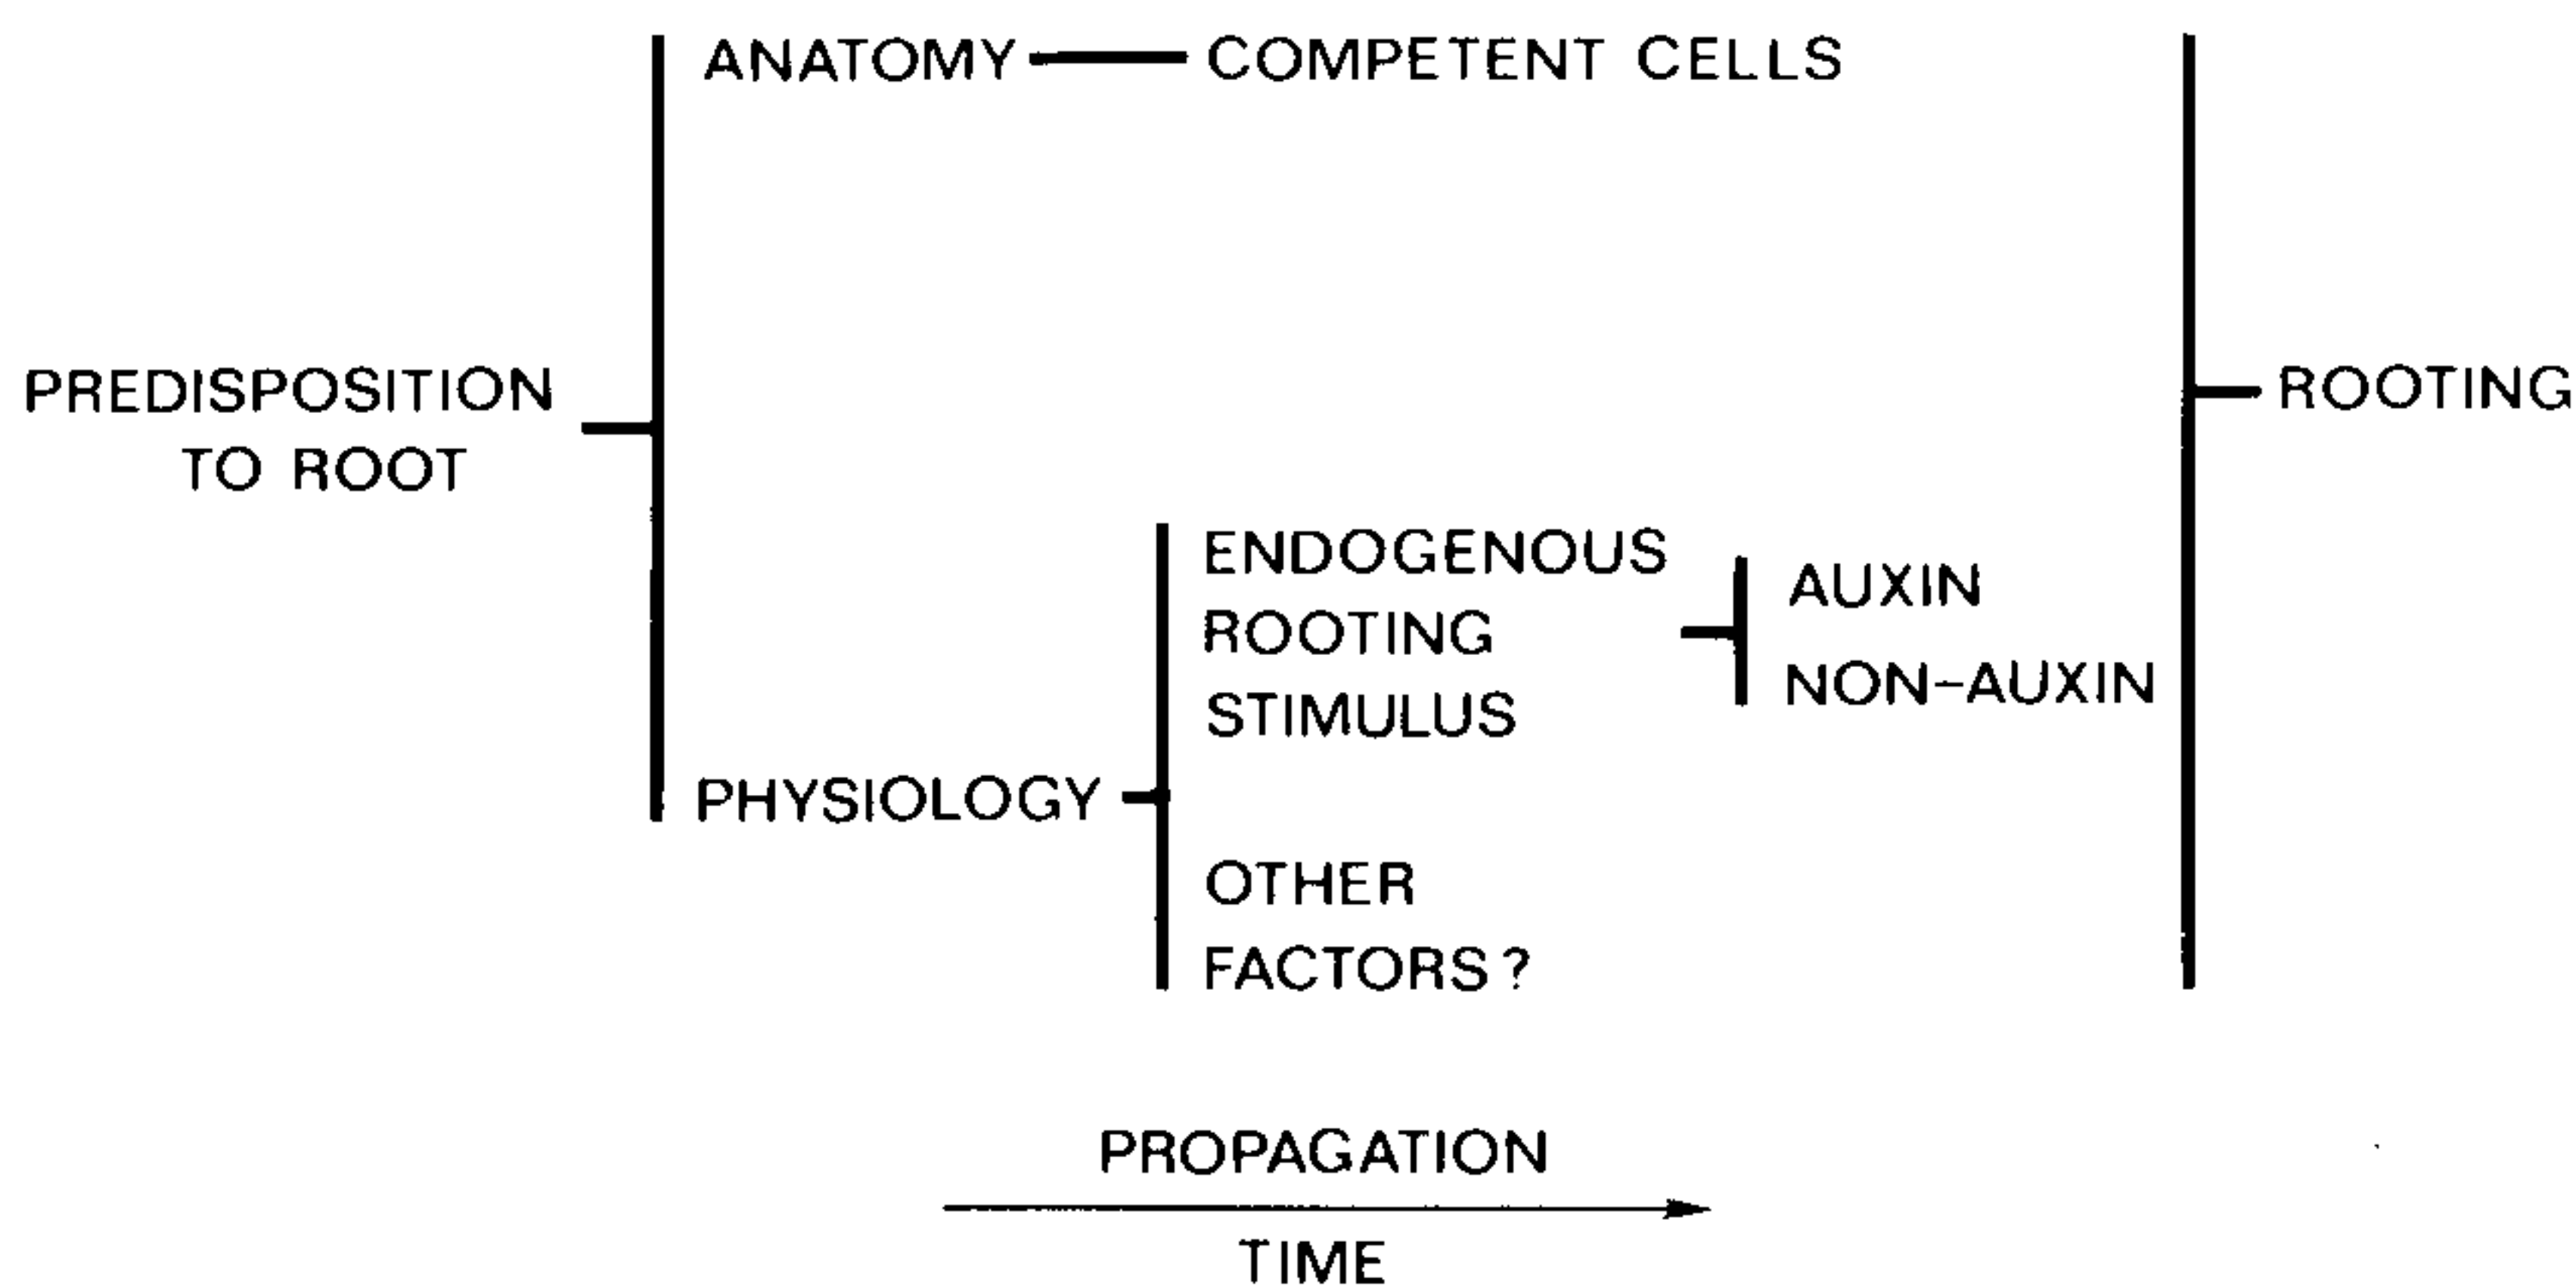 ANATOMY
COMPETENT CELLS
PREDISPOSITION
TO ROOT
ROOTING
ENDOGENOUS
ROOTING
STIMULUS
AUXIN
NON-AUXIN
PHYSIOLOGY
OTHER
FACTORS?
PROPAGATION
TIME